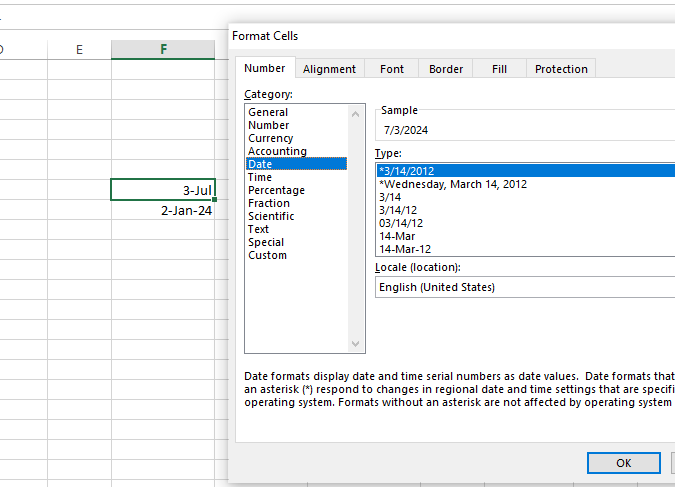 Format Cells
E F
Number Alignment Font Border Fill Protection
Category:
General
Number
Currency
Accounting
Date
Time
Percentage
Fraction
Scientific
Text
Special
Custom
Sample
7/3/2024
Type:
*3/14/2012
*Wednesday, March 14, 2012
3/14
3/14/12
03/14/12
14-Mar
14-Mar-12
Locale (location):
English (United States)
3-Jul
2-Jan-24
Date formats display date and time serial numbers as date values. Date formats that
an asterisk (*) respond to changes in regional date and time settings that are specifi
operating system. Formats without an asterisk are not affected by operating system
OK